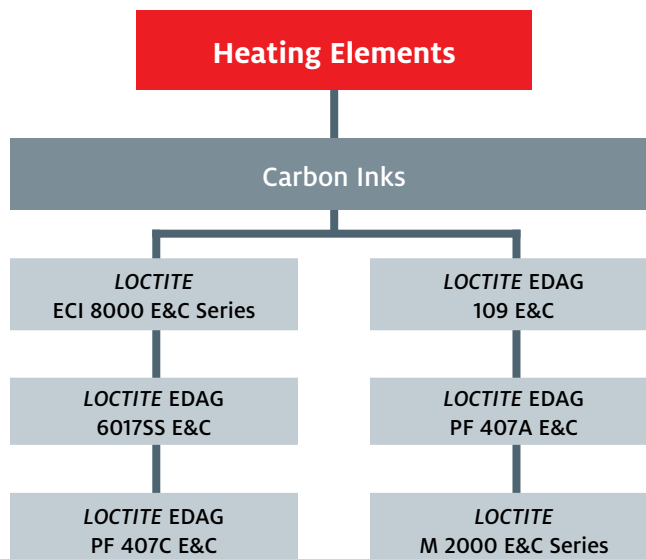 Heating Elements
Carbon Inks
LOCTITE
ECI 8000 E&C Series
LOCTITE EDAG
109 E&C
LOCTITE EDAG
6017SS E&C
LOCTITE EDAG
PF 407A E&C
LOCTITE EDAG
PF 407C E&C
LOCTITE
M 2000 E&C Series